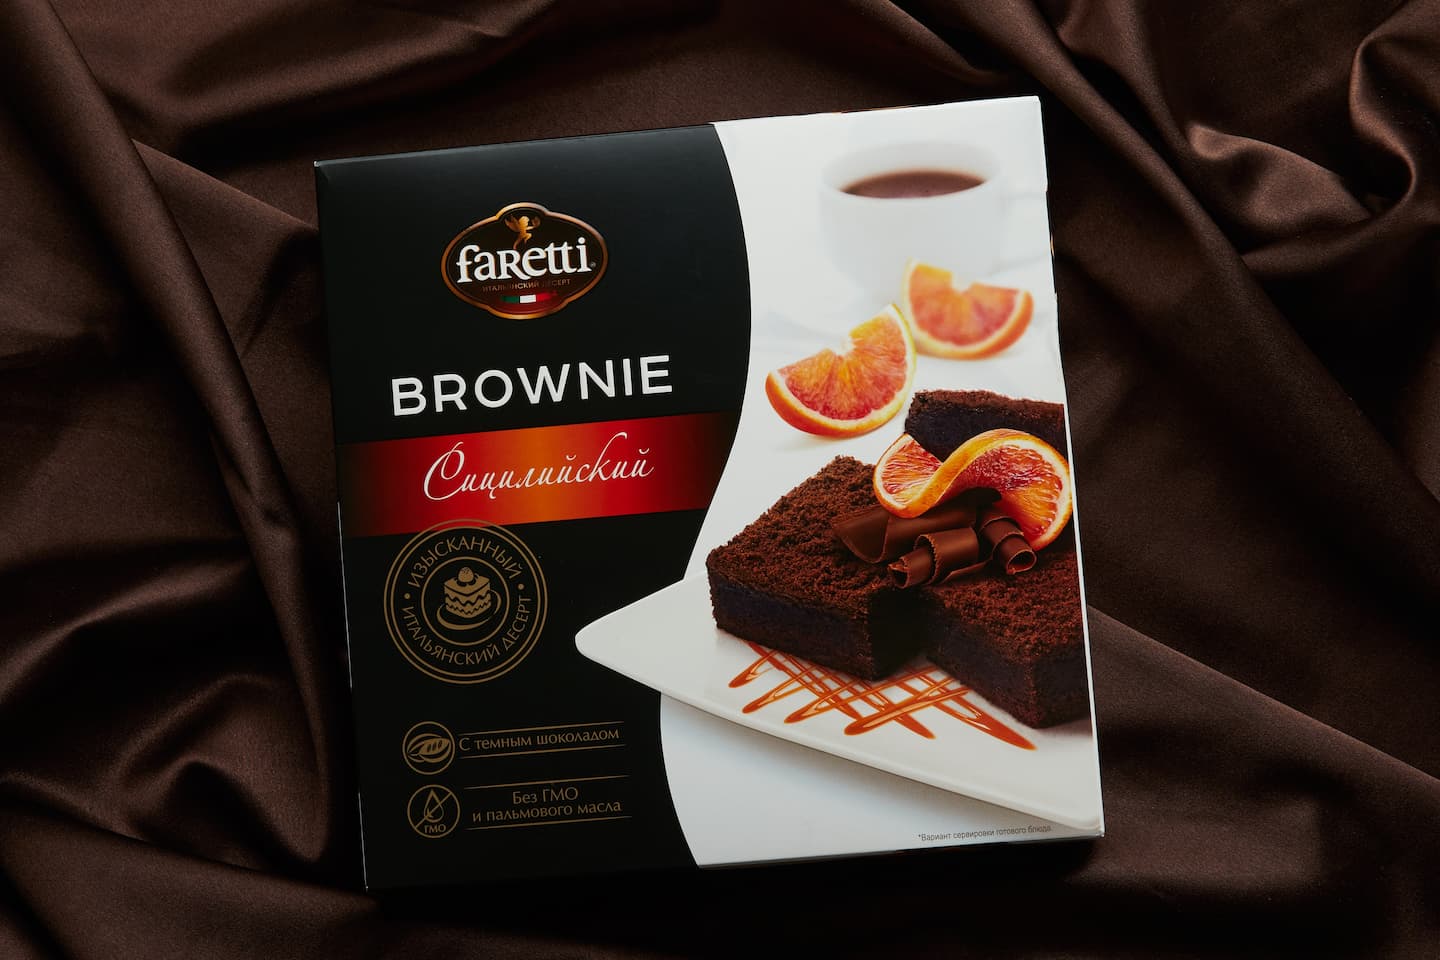 faretti
ИТАЛЬЯНСКИЙ ДЕСЕРТ
BROWNIE
Сицилийский
ИЗЫСКАННЫЙ
ИТАЛЬЯНСКИЙ ДЕСЕРТ
С темным шоколадом
Без ГМО
и пальмового масла
ГМО
*Вариант сервировки готового блюда.